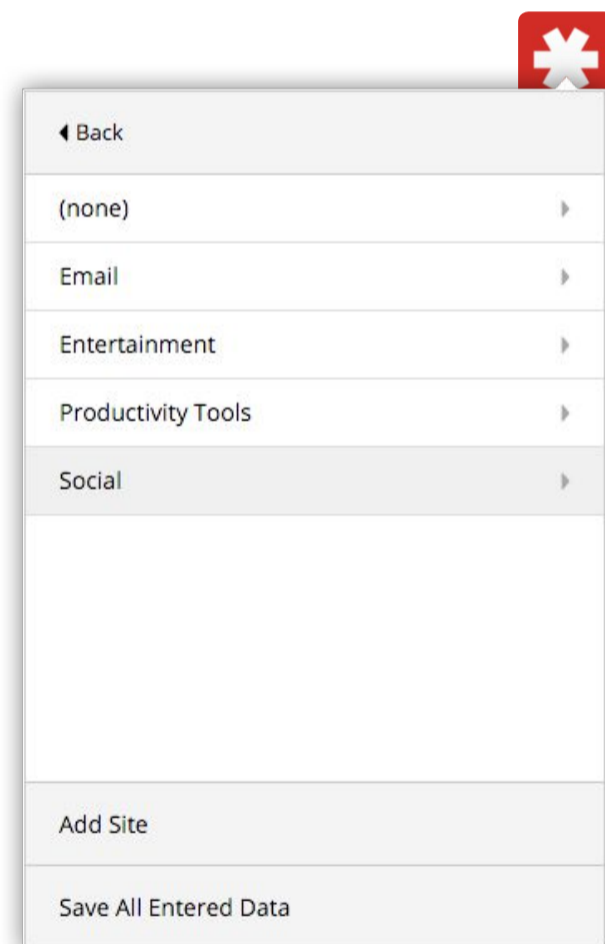 Back
(none)
Email
Entertainment
Productivity Tools
Social
Add Site
Save All Entered Data